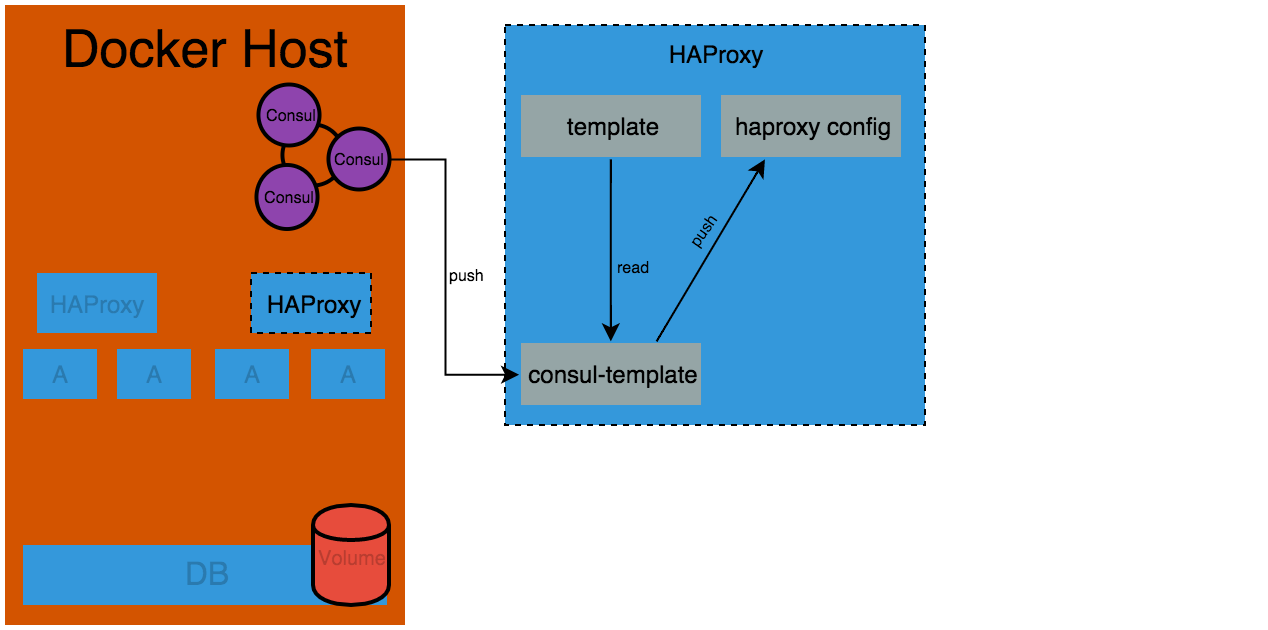 Docker Host
Consul
Consul
Consul
HAProxy
HAProxy
A
A
A
A
DB
Volume
push
HAProxy
template
haproxy config
read
push
consul-template